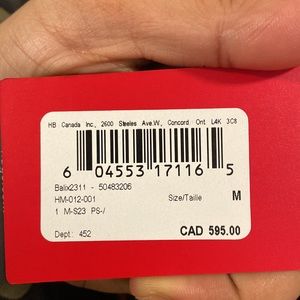 HB Canada Inc., 2600 Steeles Ave.W., Concord Ont L4K 3C8
6 04553 17116 5
Balix2311 - 50483206
HM-012-001 Size/Taille M
1 M-S23 PS-/
Dept: 452 CAD 595.00